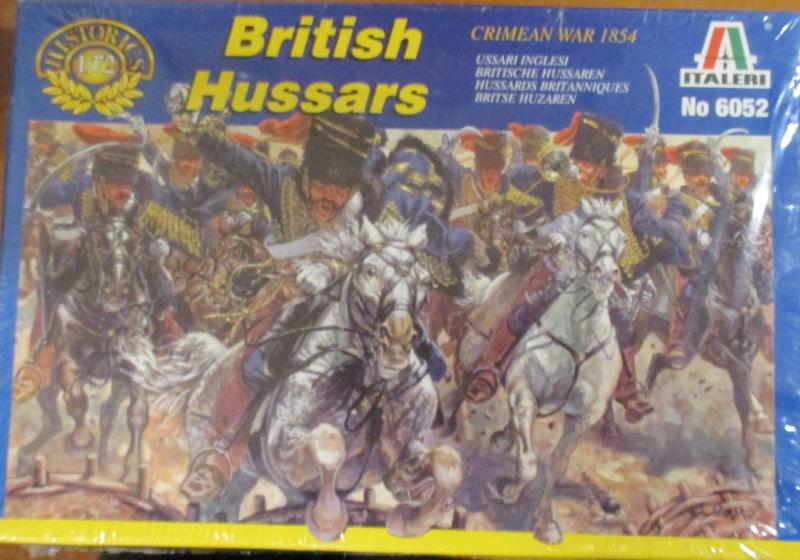 HISTORICS
1:72
British
Hussars
CRIMEAN WAR 1854
USSARI INGLESI
BRITISCHE HUSSAREN
HUSSARDS BRITANNIQUES
BRITSE HUZAREN
ITALERI
No 6052